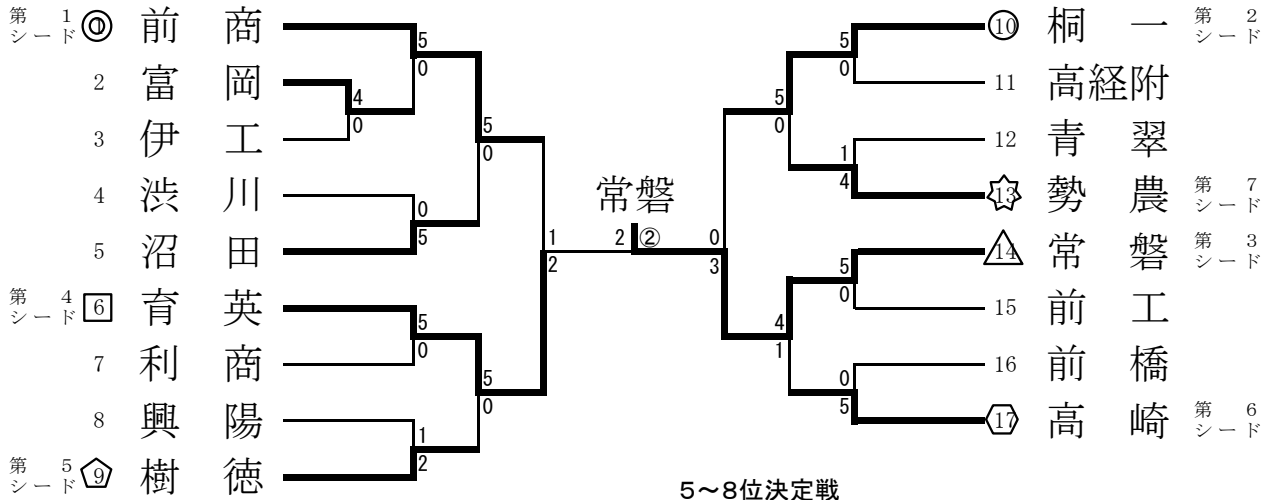 第 1 シード ① 前 商
2 富 岡
3 伊 工
4 渋 川
5 沼 田
第 4 シード 6 育 英
7 利 商
8 興 陽
第 5 シード 9 樹 徳
5
0
4
0
5
0
0
5
1
2
5
0
5
0
1
2
常磐
2 ②
0
3
5
0
5
0
1
4
4
1
5
0
0
5
10 桐 一 第 2 シード
11 高経附
12 青 翠
13 勢 農 第 7 シード
14 常 磐 第 3 シード
15 前 工
16 前 橋
17 高 崎 第 6 シード
5～8位決定戦